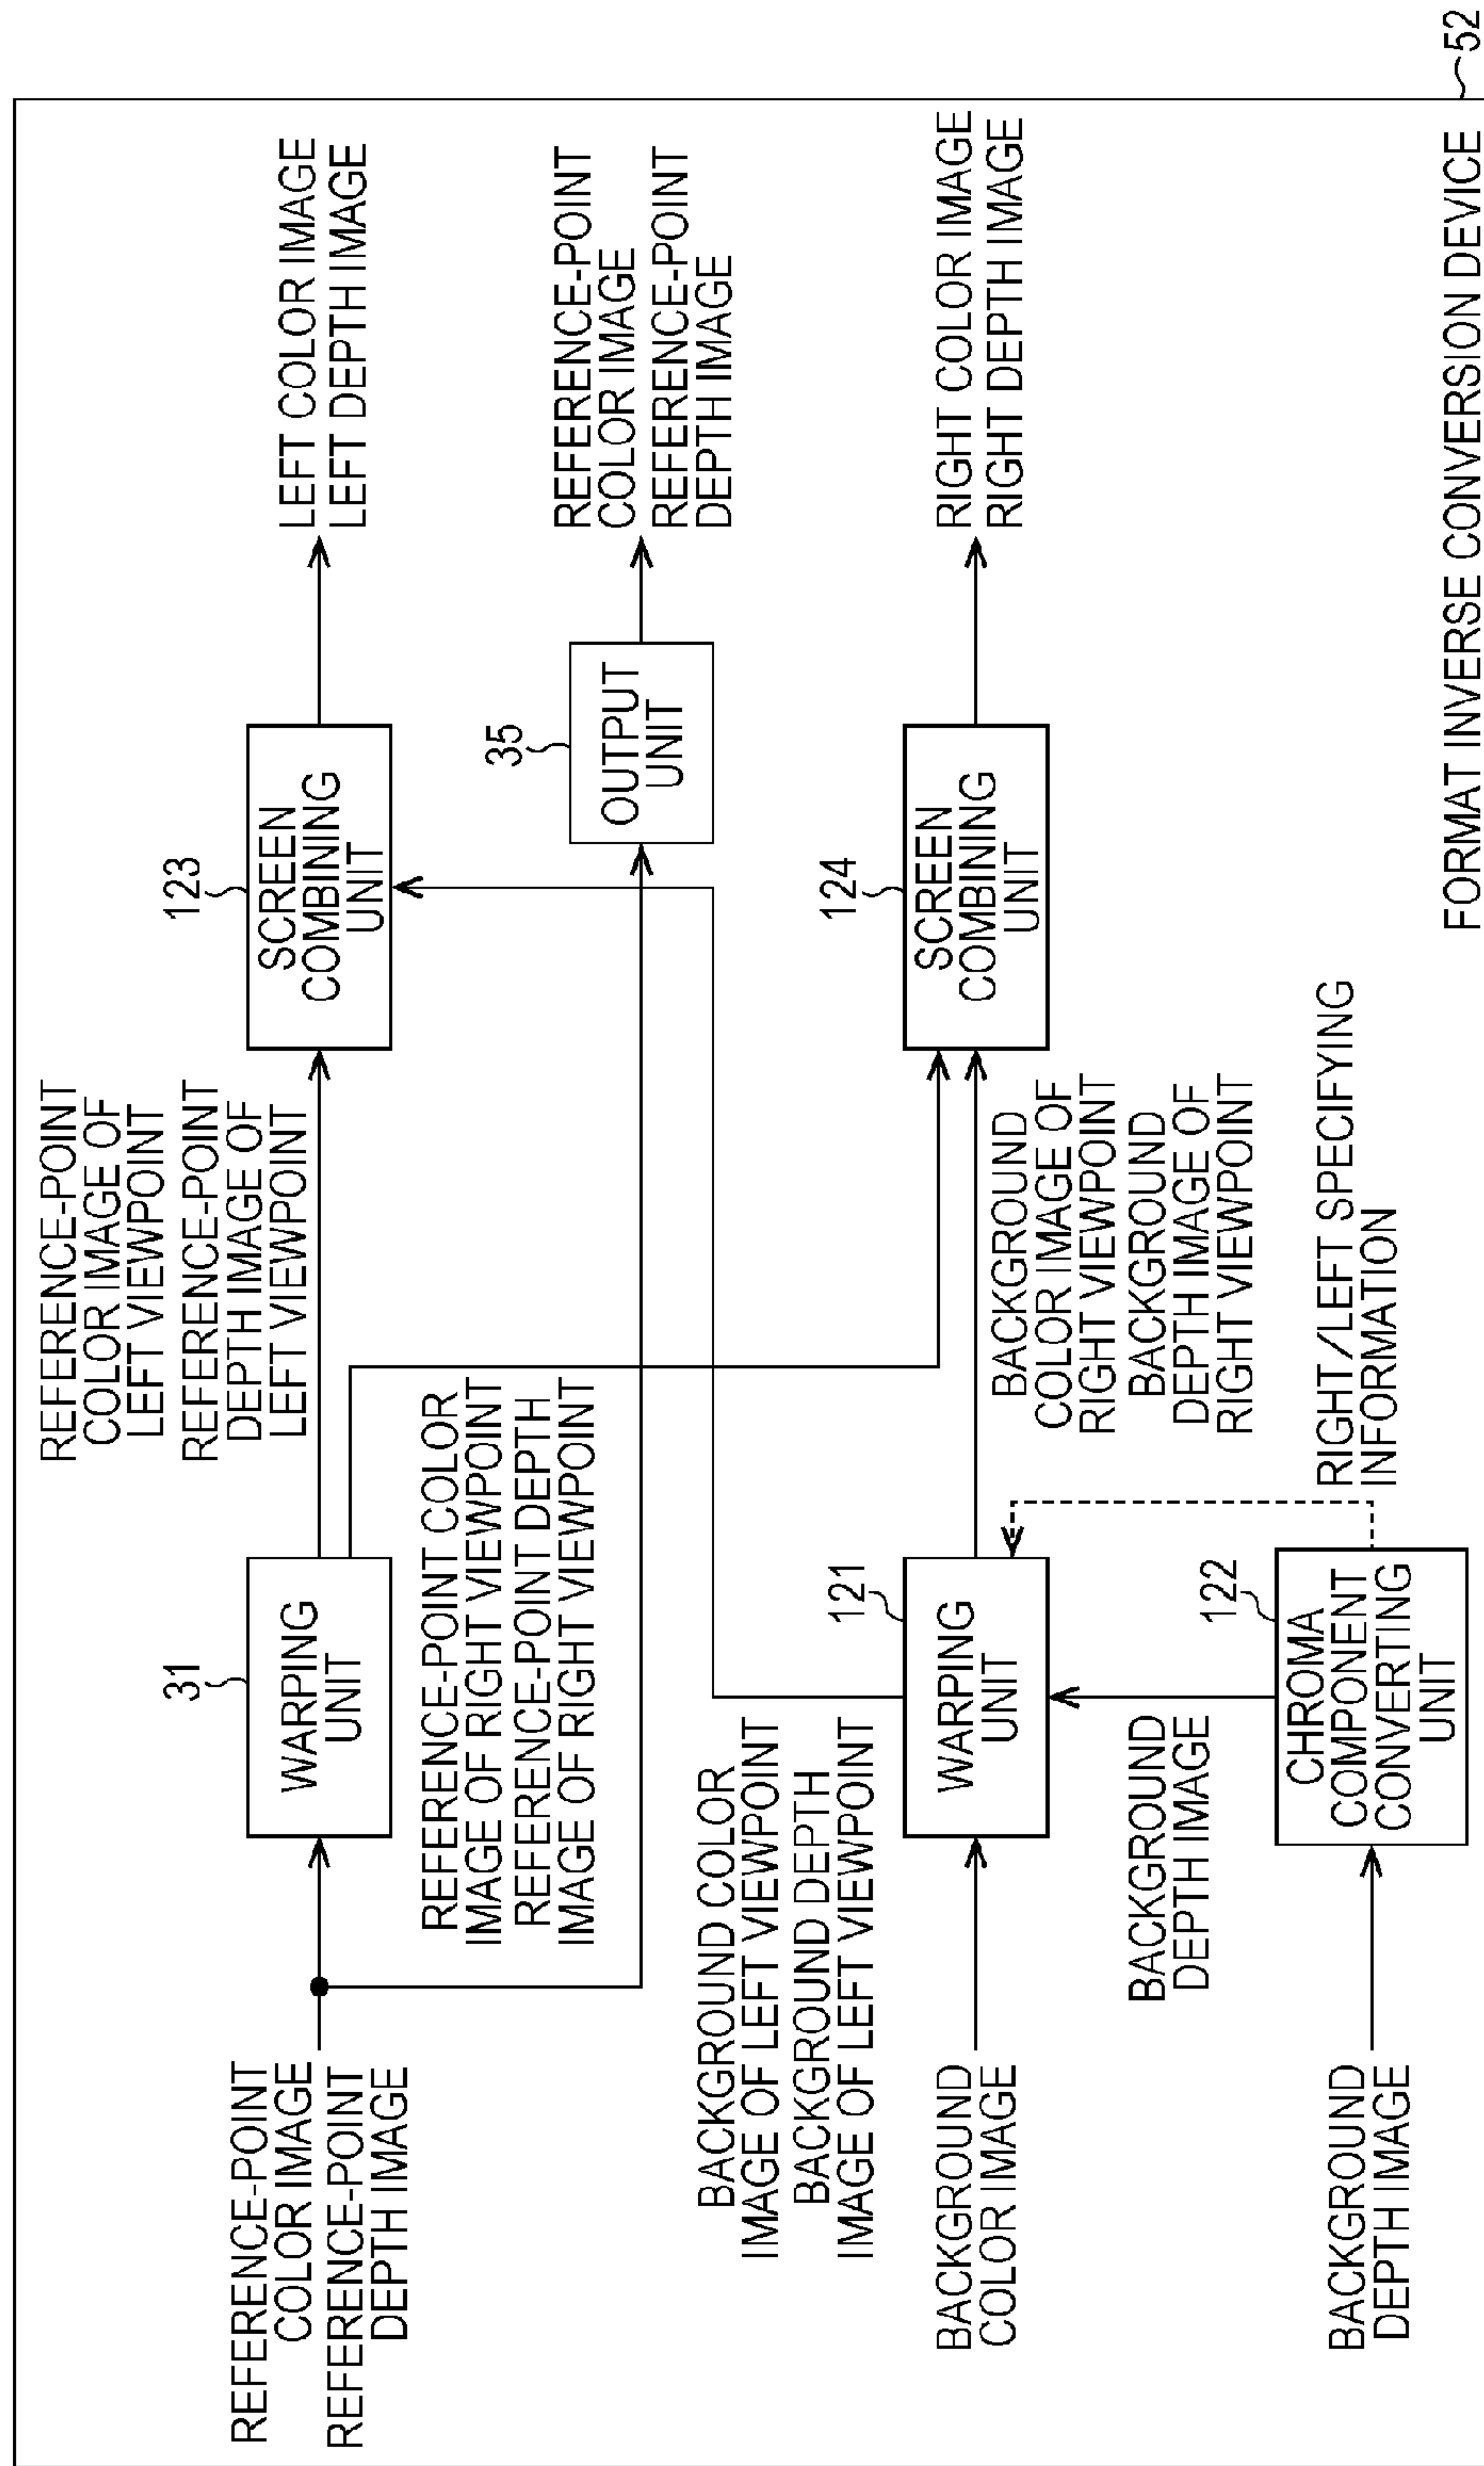 REFERENCE-POINT
COLOR IMAGE
REFERENCE-POINT
DEPTH IMAGE
31
WARPING
UNIT
REFERENCE-POINT
COLOR IMAGE OF
LEFT VIEWPOINT
REFERENCE-POINT
DEPTH IMAGE OF
LEFT VIEWPOINT
123
SCREEN
COMBINING
UNIT
LEFT COLOR IMAGE
LEFT DEPTH IMAGE
REFERENCE-POINT COLOR
IMAGE OF RIGHT VIEWPOINT
REFERENCE-POINT DEPTH
IMAGE OF RIGHT VIEWPOINT
35
OUTPUT
UNIT
REFERENCE-POINT
COLOR IMAGE
REFERENCE-POINT
DEPTH IMAGE
BACKGROUND COLOR
IMAGE OF LEFT VIEWPOINT
BACKGROUND DEPTH
IMAGE OF LEFT VIEWPOINT
BACKGROUND
COLOR IMAGE
121
WARPING
UNIT
BACKGROUND
COLOR IMAGE OF
RIGHT VIEWPOINT
BACKGROUND
DEPTH IMAGE OF
RIGHT VIEWPOINT
124
SCREEN
COMBINING
UNIT
RIGHT COLOR IMAGE
RIGHT DEPTH IMAGE
BACKGROUND
DEPTH IMAGE
BACKGROUND
DEPTH IMAGE
122
CHROMA
COMPONENT
CONVERTING
UNIT
RIGHT/LEFT SPECIFYING
INFORMATION
FORMAT INVERSE CONVERSION DEVICE
52